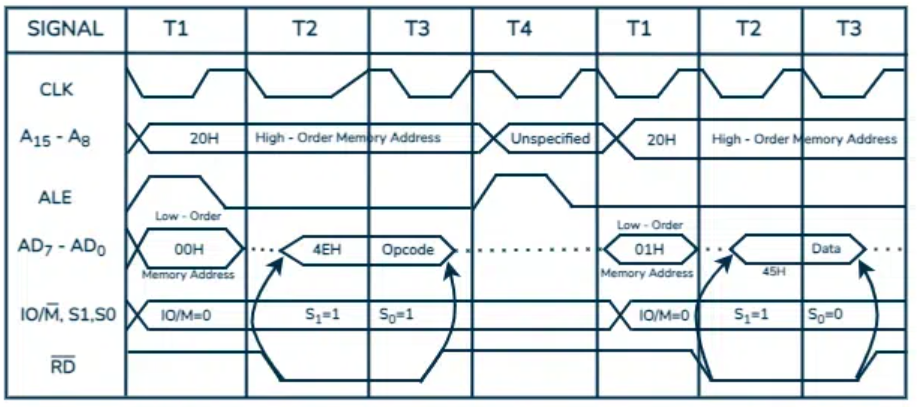 SIGNAL T1 T2 T3 T4 T1 T2 T3
CLK
A15 - A8 20H High - Order Memory Address Unspecified 20H High - Order Memory Address
ALE
Low - Order Low - Order
AD7 - AD0 00H 4EH Opcode 01H Data
Memory Address Memory Address 45H
IO/M̅, S1,S0 IO/M=0 S1=1 S0=1 IO/M=0 S1=1 S0=0
R̅D̅